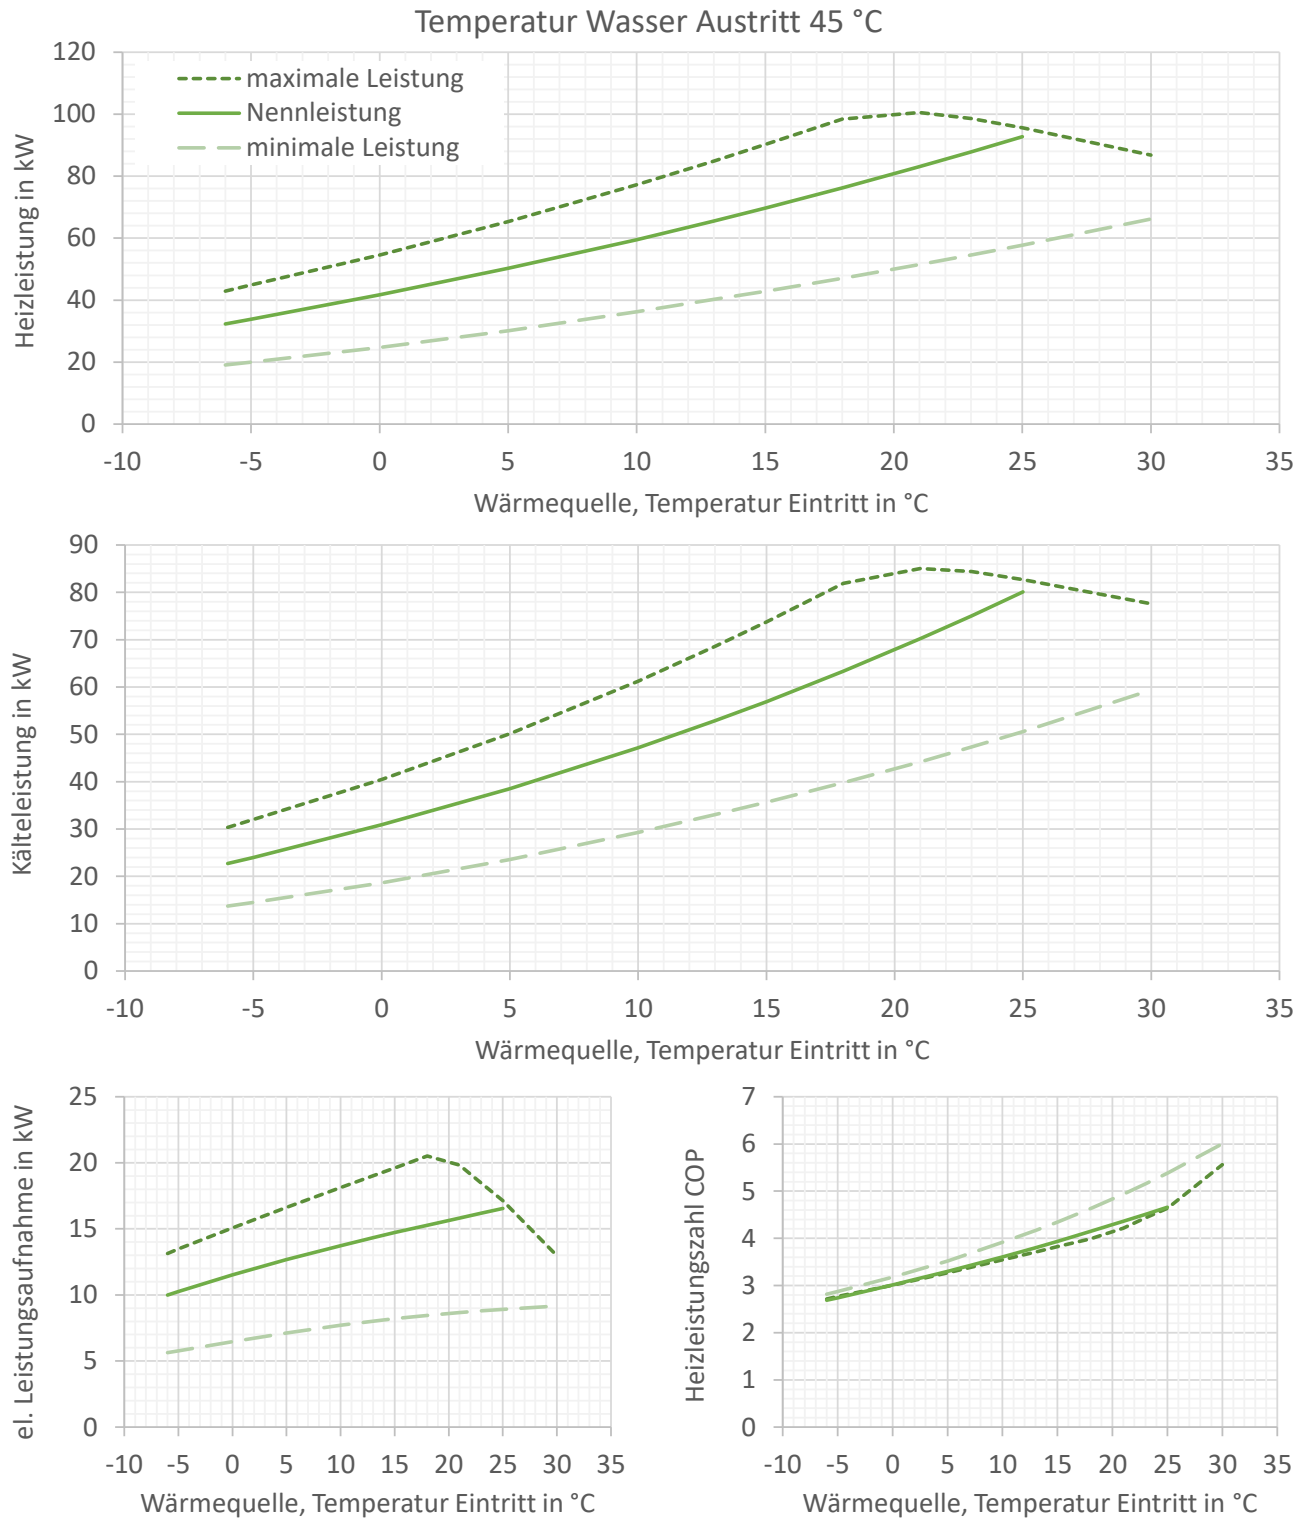 Temperatur Wasser Austritt 45 °C
maximale Leistung
Nennleistung
minimale Leistung
Heizleistung in kW
120
100
80
60
40
20
0
-10 -5 0 5 10 15 20 25 30 35
Wärmequelle, Temperatur Eintritt in °C
Kälteleistung in kW
90
80
70
60
50
40
30
20
10
0
-10 -5 0 5 10 15 20 25 30 35
Wärmequelle, Temperatur Eintritt in °C
el. Leistungsaufnahme in kW
25
20
15
10
5
0
-10 -5 0 5 10 15 20 25 30 35
Wärmequelle, Temperatur Eintritt in °C
Heizleistungszahl COP
7
6
5
4
3
2
1
0
-10 -5 0 5 10 15 20 25 30 35
Wärmequelle, Temperatur Eintritt in °C